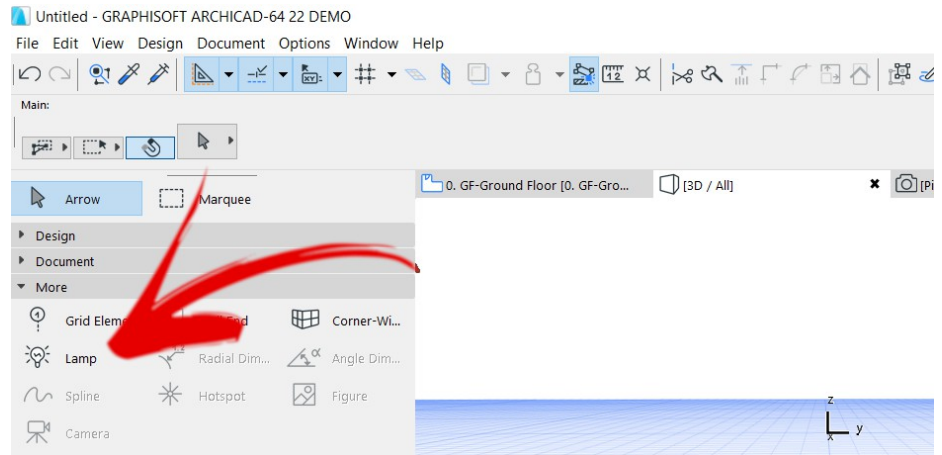 Untitled - GRAPHISOFT ARCHICAD-64 22 DEMO
File Edit View Design Document Options Window Help
Main:
0. GF-Ground Floor [0. GF-Gro... [3D / All]
Arrow Marquee
Design
Document
More
Grid Elem Corner-Wi...
Lamp Radial Dim... Angle Dim...
Spline Hotspot Figure
Camera
z
y
x